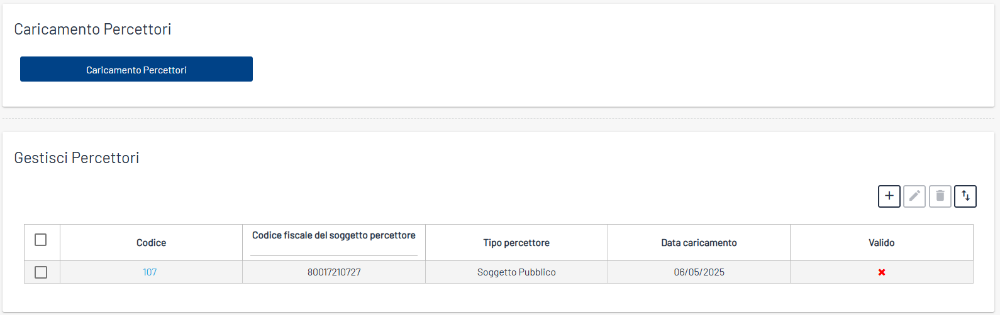 Caricamento Percettori
Caricamento Percettori
Gestisci Percettori
Codice
Codice fiscale del soggetto percettore
Tipo percettore
Data caricamento
Valido
107
80017210727
Soggetto Pubblico
06/05/2025